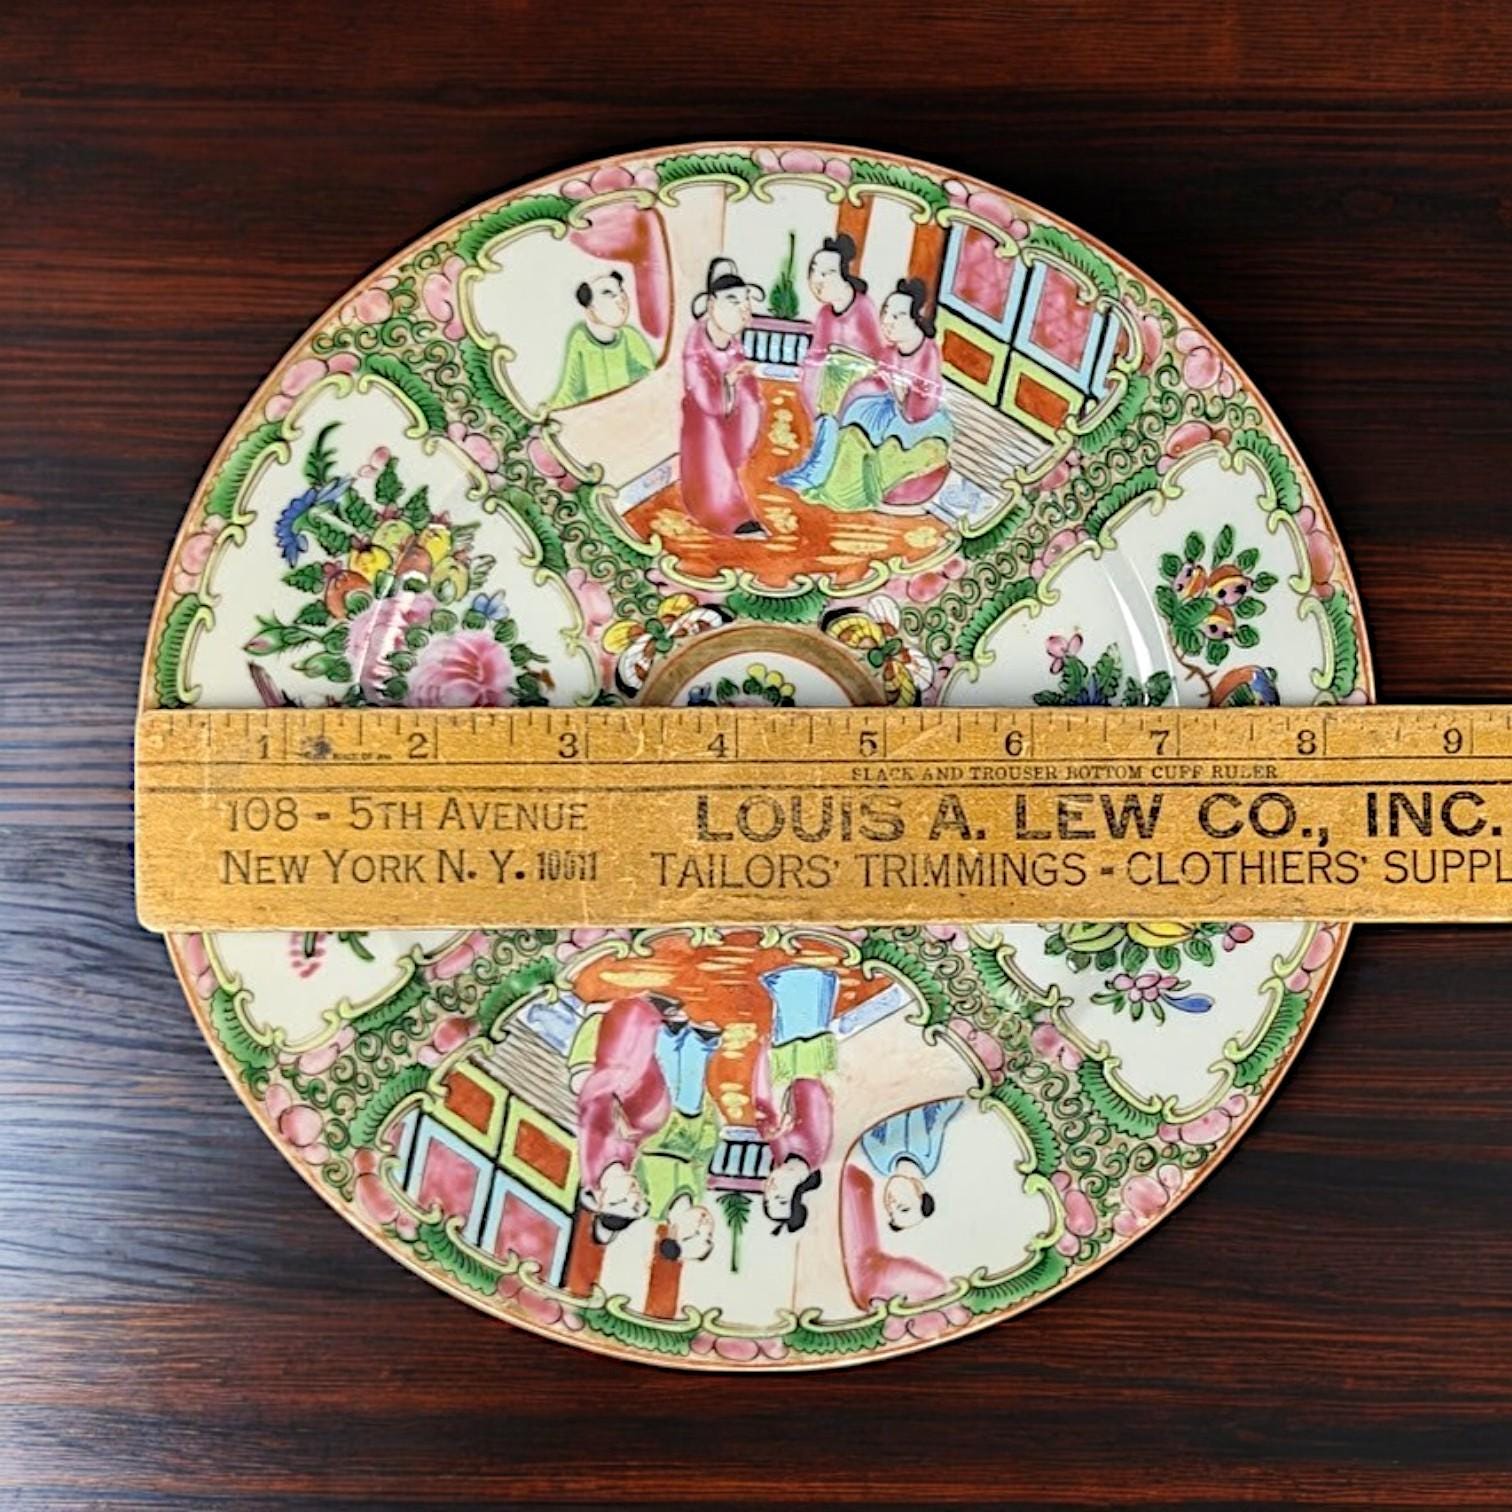 1 2 3 4 5 6 7 8 9
SLACK AND TROUSER BOTTOM CUFF RULER
108 - 5TH AVENUE
NEW YORK N. Y. 10011
LOUIS A. LEW CO., INC.
TAILORS' TRIMMINGS - CLOTHIERS' SUPPL